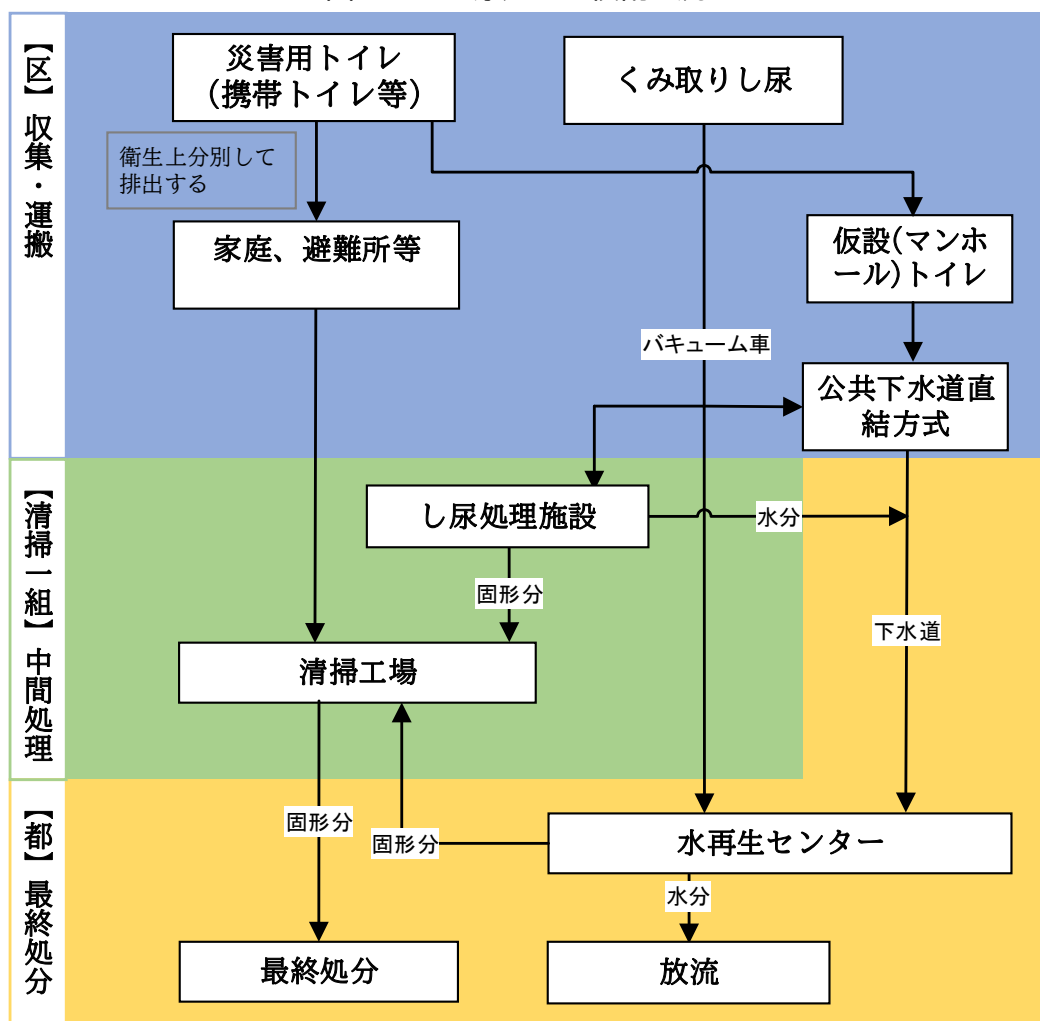 【区】収集・運搬
災害用トイレ
（携帯トイレ等）
くみ取りし尿
衛生上分別して
排出する
家庭、避難所等
仮設(マンホ
ール)トイレ
バキューム車
公共下水道直
結方式
【清掃一組】中間処理
し尿処理施設
水分
固形分
下水道
清掃工場
【都】最終処分
固形分
固形分
水再生センター
水分
最終処分
放流